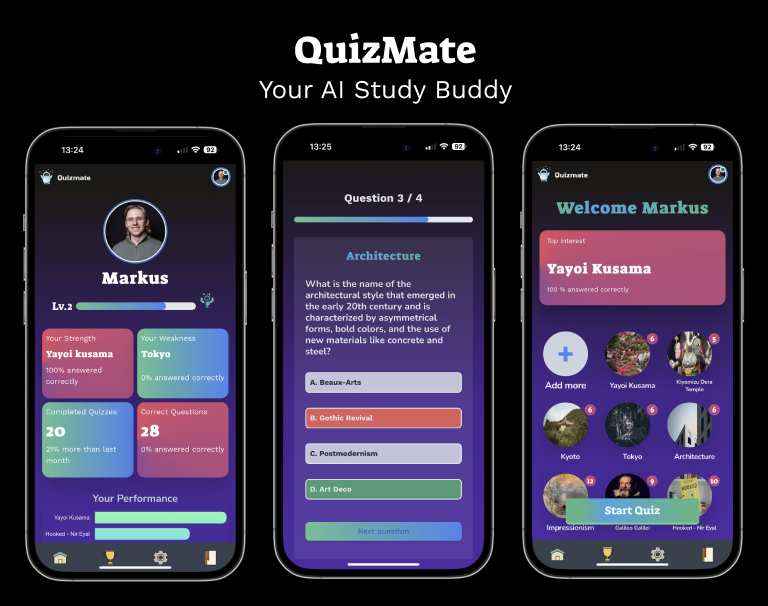 QuizMate
Your AI Study Buddy
13:24
92
Quizmate
Markus
Lv.2
Your Strength
Yayoi kusama
100% answered
correctly
Your Weakness
Tokyo
0% answered correctly
Completed Quizzes
20
21% more than last
month
Correct Questions
28
0% answered correctly
Your Performance
Yayoi Kusama
Hooked - Nir Eyal
13:25
92
Question 3 / 4
Architecture
What is the name of the
architectural style that emerged in
the early 20th century and is
characterized by asymmetrical
forms, bold colors, and the use of
new materials like concrete and
steel?
A. Beaux-Arts
B. Gothic Revival
C. Postmodernism
D. Art Deco
Next question
13:24
92
Quizmate
Welcome Markus
Top Interest
Yayoi Kusama
100 % answered correctly
Add more
6
Yayoi Kusama
5
Kiyomizu Dera
Temple
6
Kyoto
6
Tokyo
6
Architecture
12
Impressionism
9
Galileo Galilei
10
HOOKED
Hooked - Nir Eyal
Start Quiz